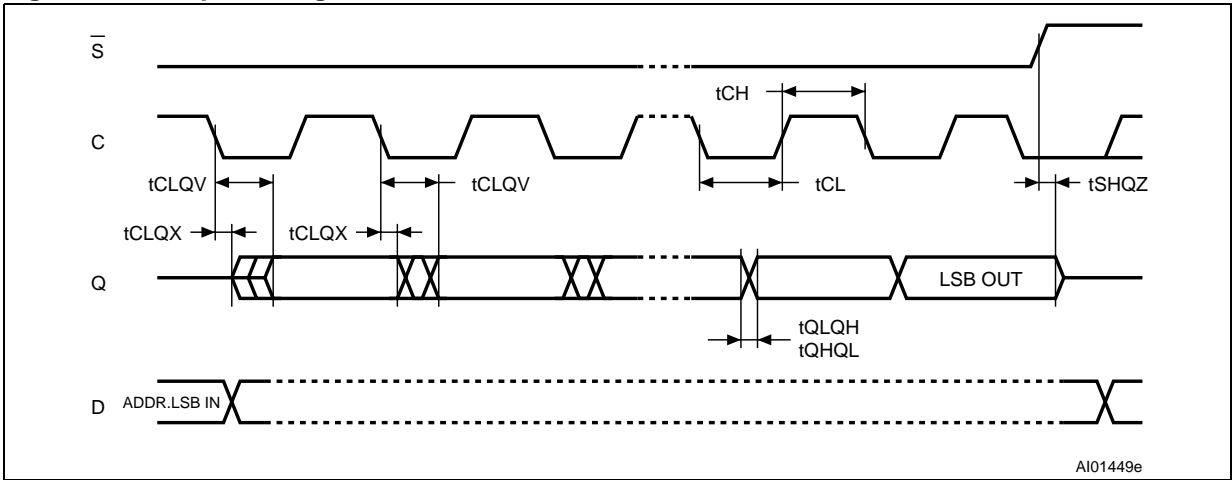 S
tCH
C
tCLQV
tCLQV
tCL
tSHQZ
tCLQX
tCLQX
Q
LSB OUT
tQLQH
tQHQL
D
ADDR.LSB IN
AI01449e